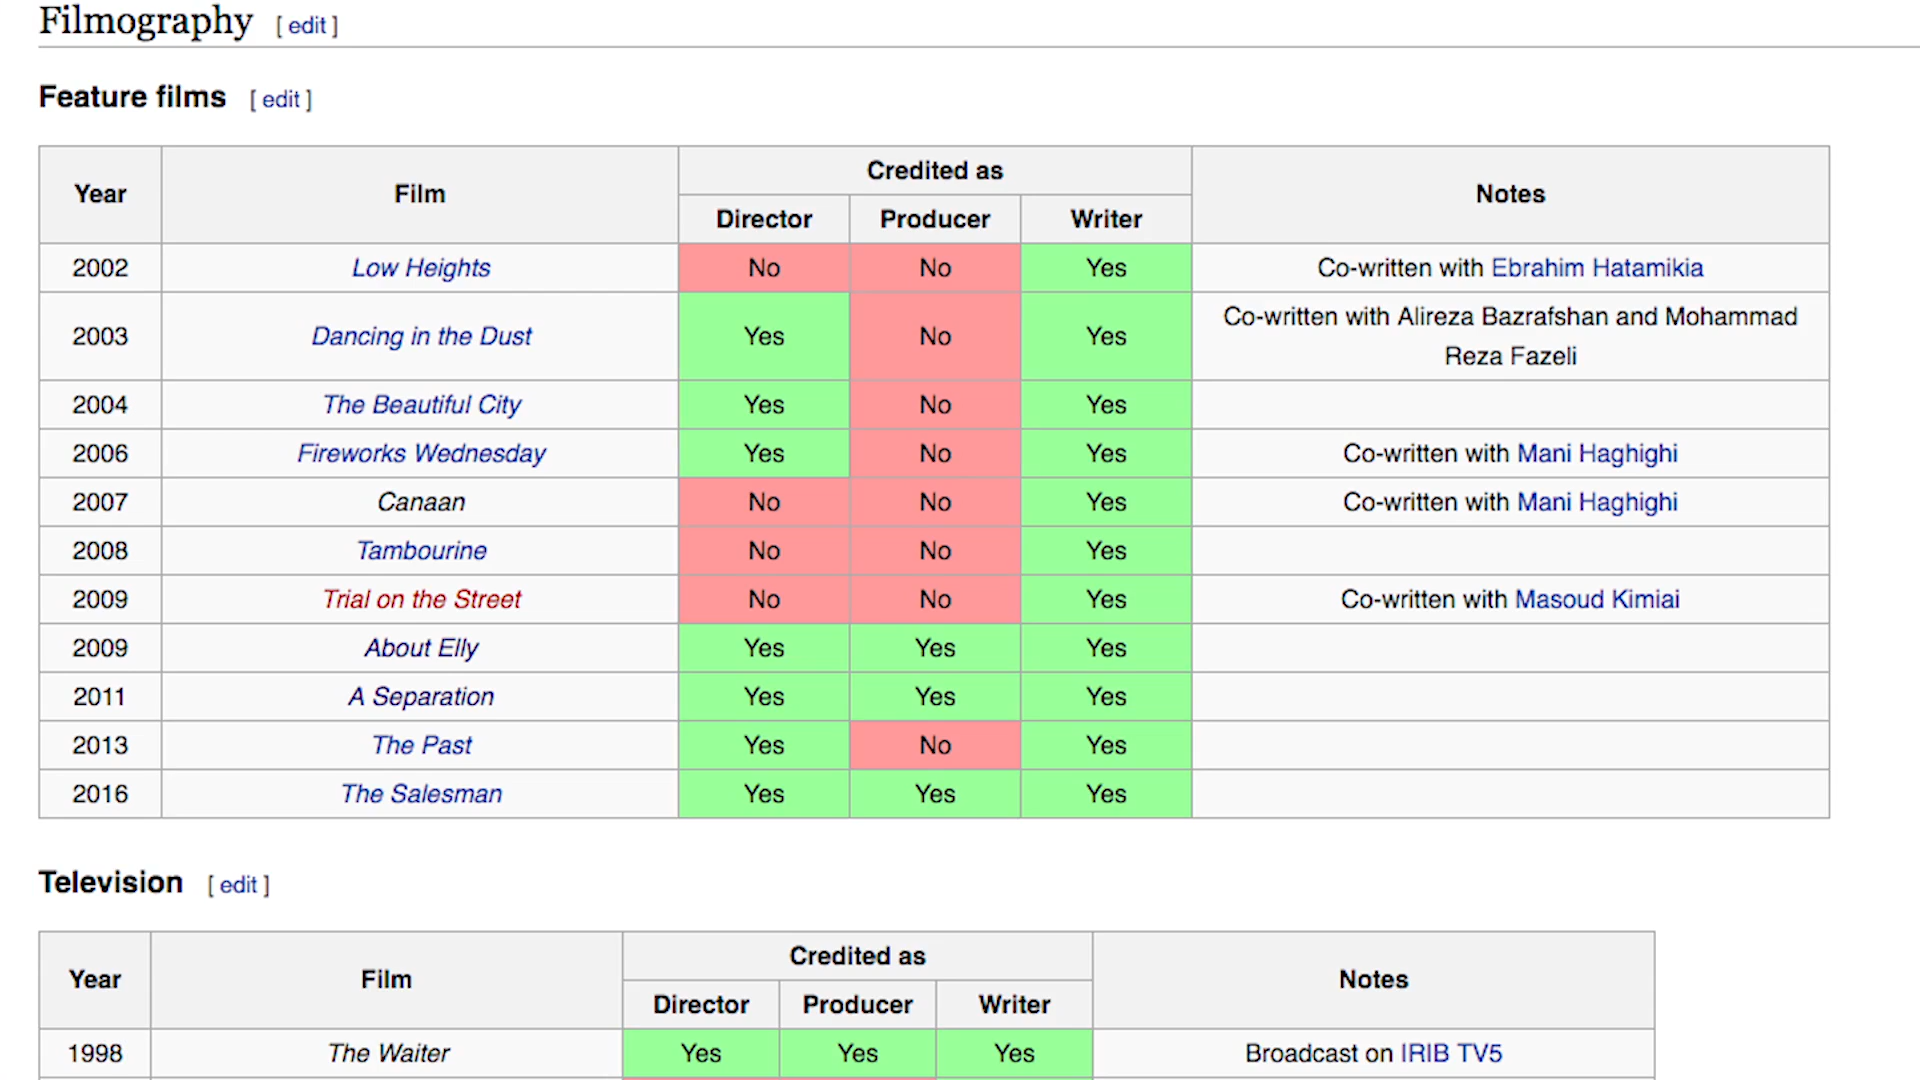 Filmography [ edit ]
Feature films [ edit ]
Year Film Credited as Notes
Director Producer Writer
2002 Low Heights No No Yes Co-written with Ebrahim Hatamikia
2003 Dancing in the Dust Yes No Yes Co-written with Alireza Bazrafshan and Mohammad
Reza Fazeli
2004 The Beautiful City Yes No Yes
2006 Fireworks Wednesday Yes No Yes Co-written with Mani Haghighi
2007 Canaan No No Yes Co-written with Mani Haghighi
2008 Tambourine No No Yes
2009 Trial on the Street No No Yes Co-written with Masoud Kimiai
2009 About Elly Yes Yes Yes
2011 A Separation Yes Yes Yes
2013 The Past Yes No Yes
2016 The Salesman Yes Yes Yes
Television [ edit ]
Year Film Credited as Notes
Director Producer Writer
1998 The Waiter Yes Yes Yes Broadcast on IRIB TV5